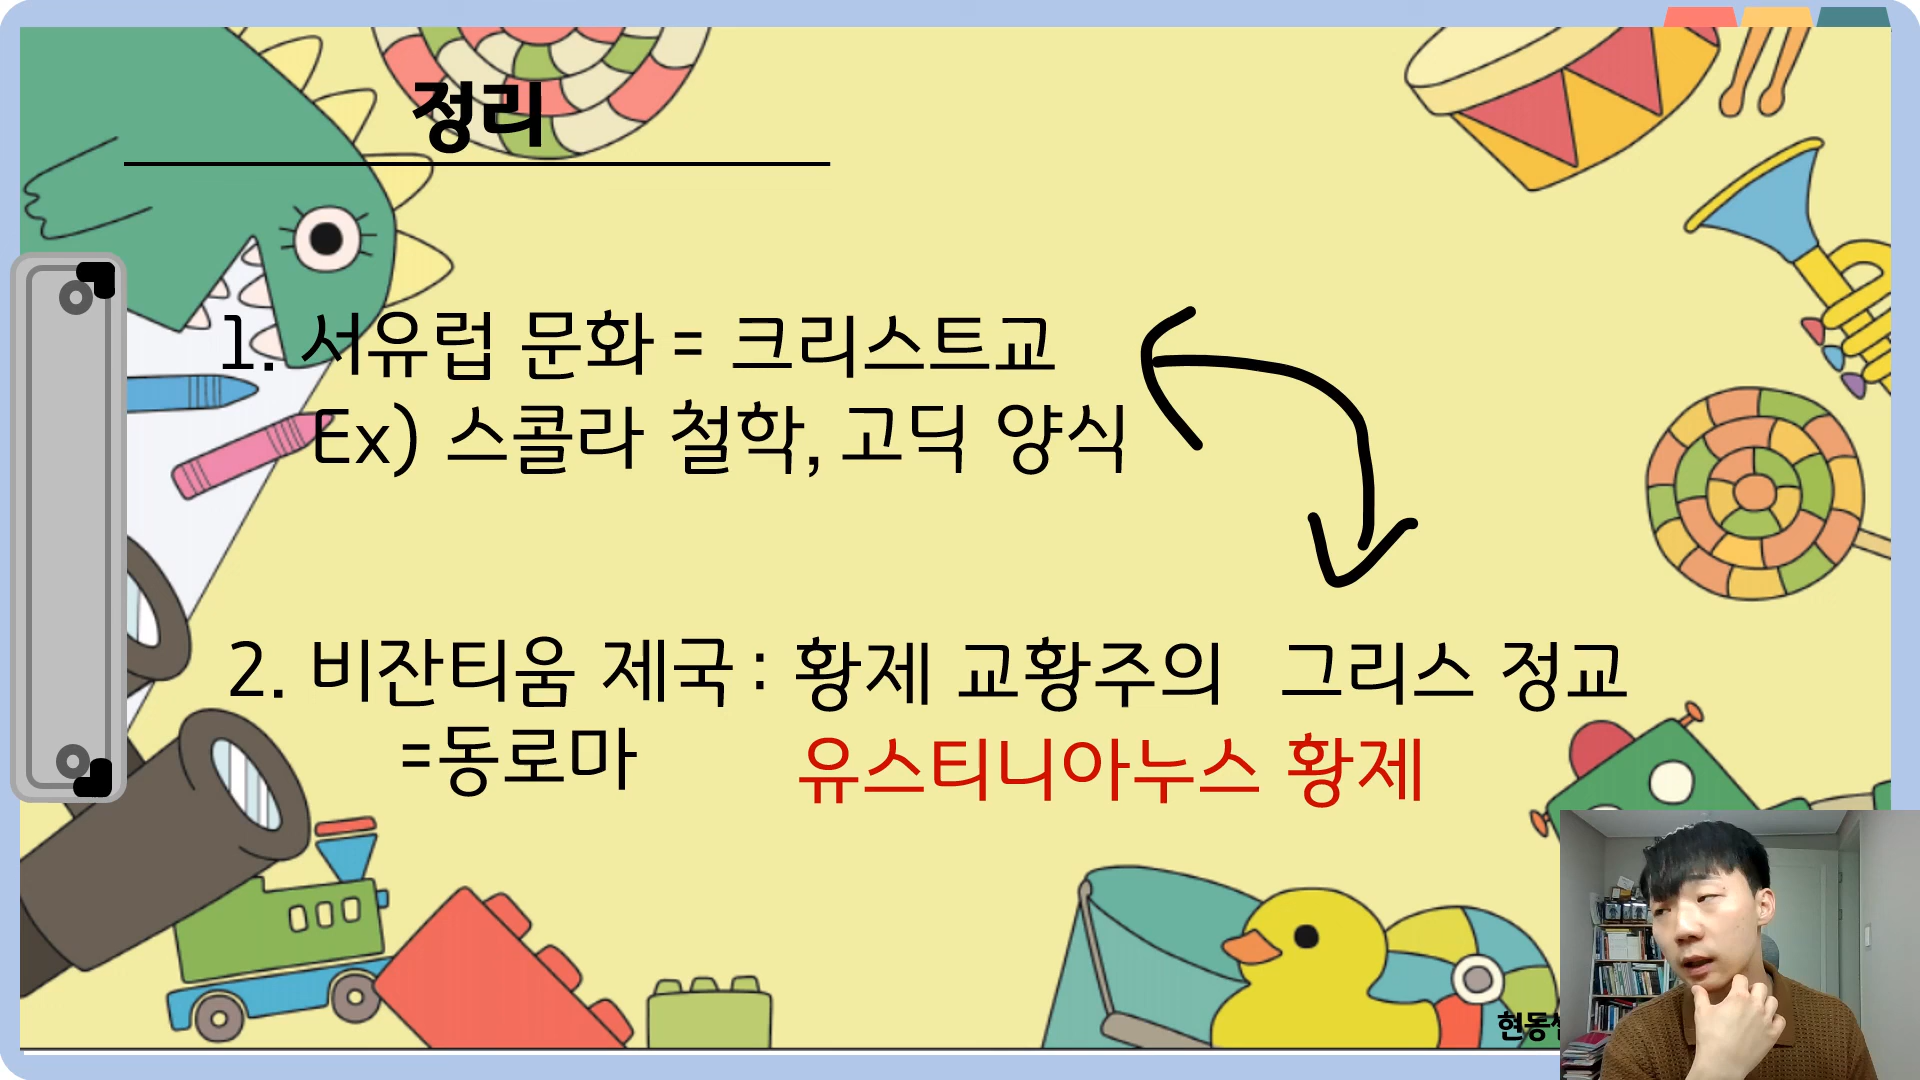 정리
1. 서유럽 문화 = 크리스트교
Ex) 스콜라 철학, 고딕 양식
2. 비잔티움 제국 : 황제 교황주의 그리스 정교
=동로마 유스티니아누스 황제